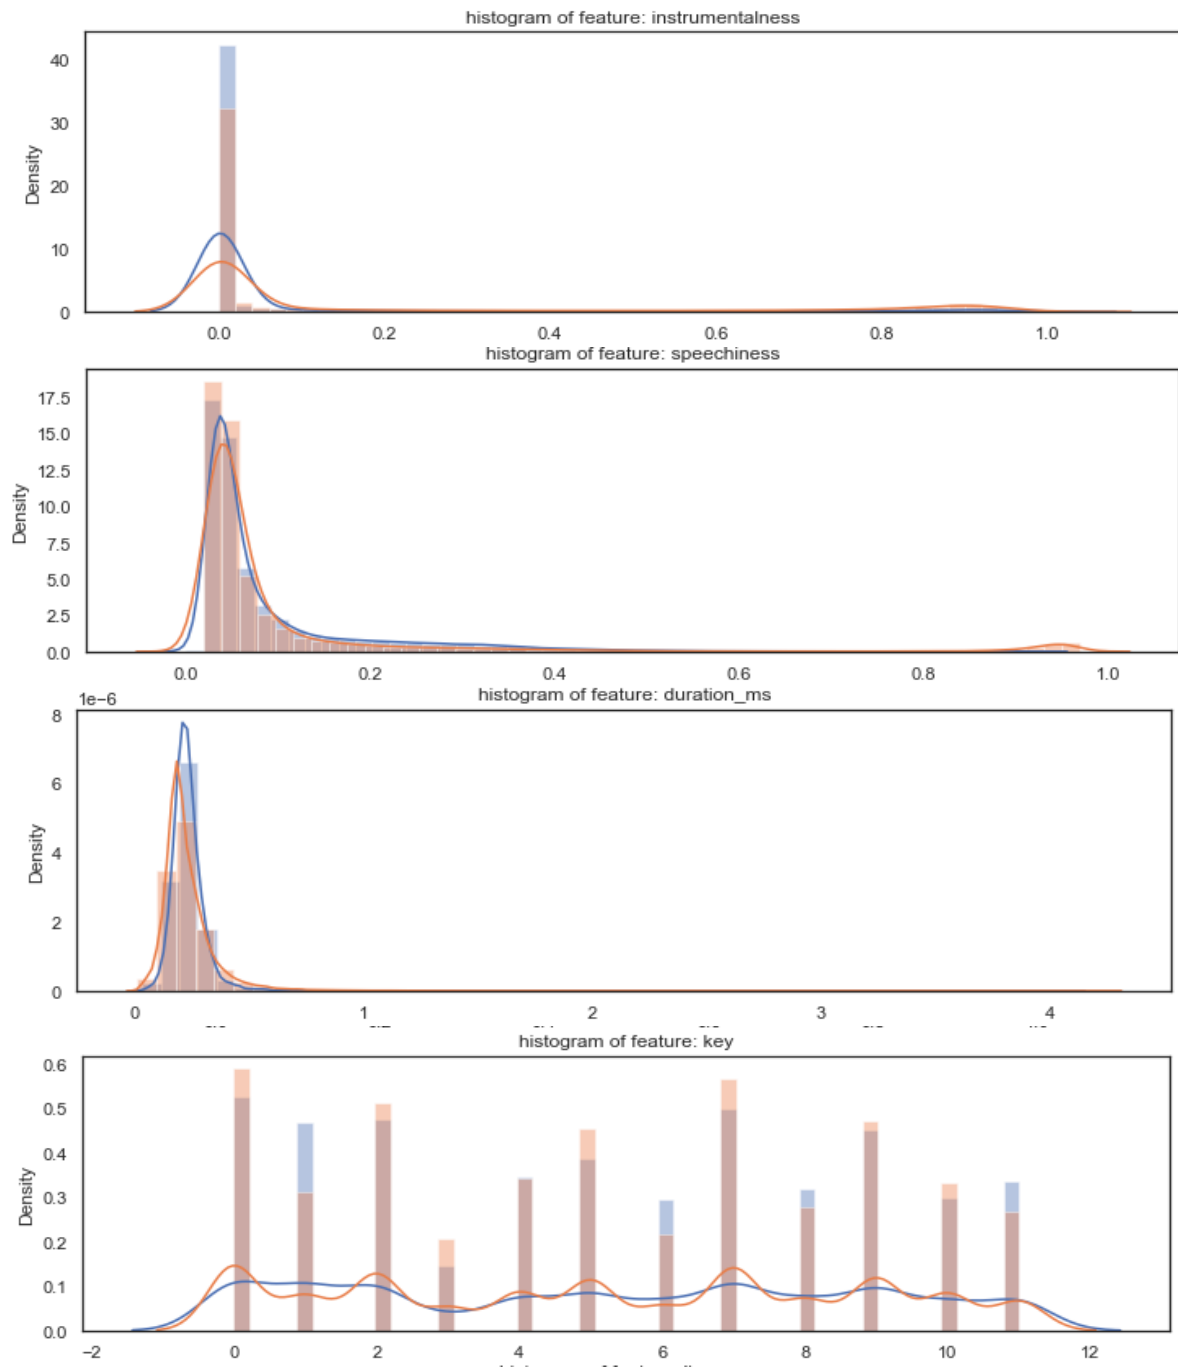 histogram of feature: instrumentalness
40
30
20
10
0
Density
0.0 0.2 0.4 0.6 0.8 1.0
histogram of feature: speechiness
17.5
15.0
12.5
10.0
7.5
5.0
2.5
0.0
Density
0.0 0.2 0.4 0.6 0.8 1.0
histogram of feature: duration_ms
1e−6
8
6
4
2
0
Density
0 1 2 3 4
histogram of feature: key
0.6
0.5
0.4
0.3
0.2
0.1
0.0
Density
−2 0 2 4 6 8 10 12